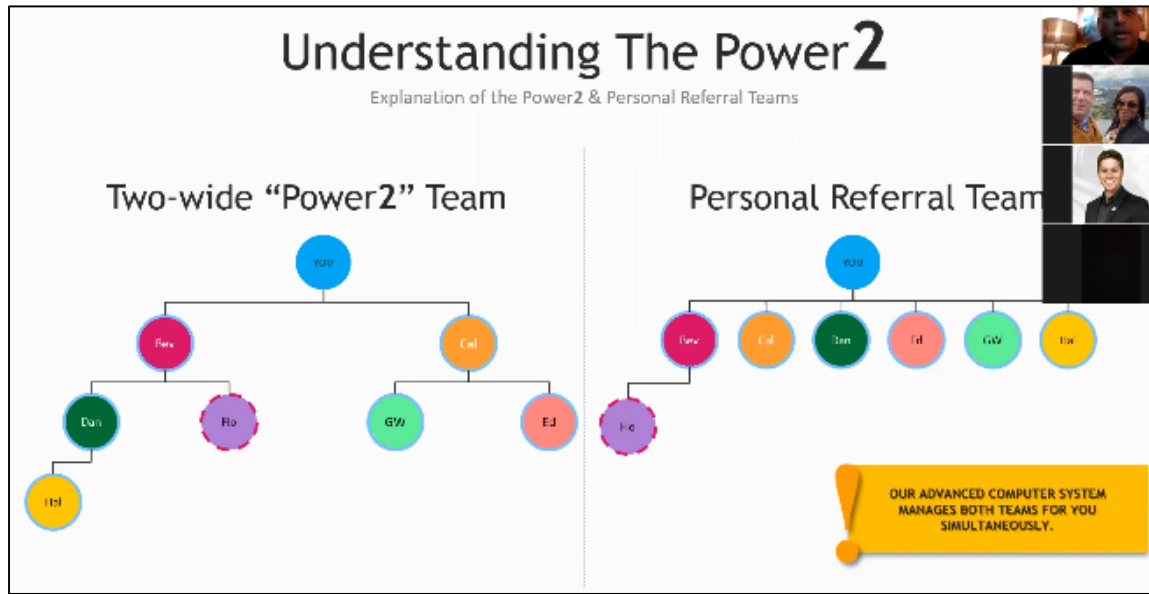 Understanding The Power2
Explanation of the Power2 & Personal Referral Teams
Two-wide “Power2” Team
YOU
Bev
Cal
Dan
Flo
GW
Ed
Hal
Personal Referral Team
YOU
Bev
Cal
Dan
Ed
GW
Hal
Flo
OUR ADVANCED COMPUTER SYSTEM
MANAGES BOTH TEAMS FOR YOU
SIMULTANEOUSLY.